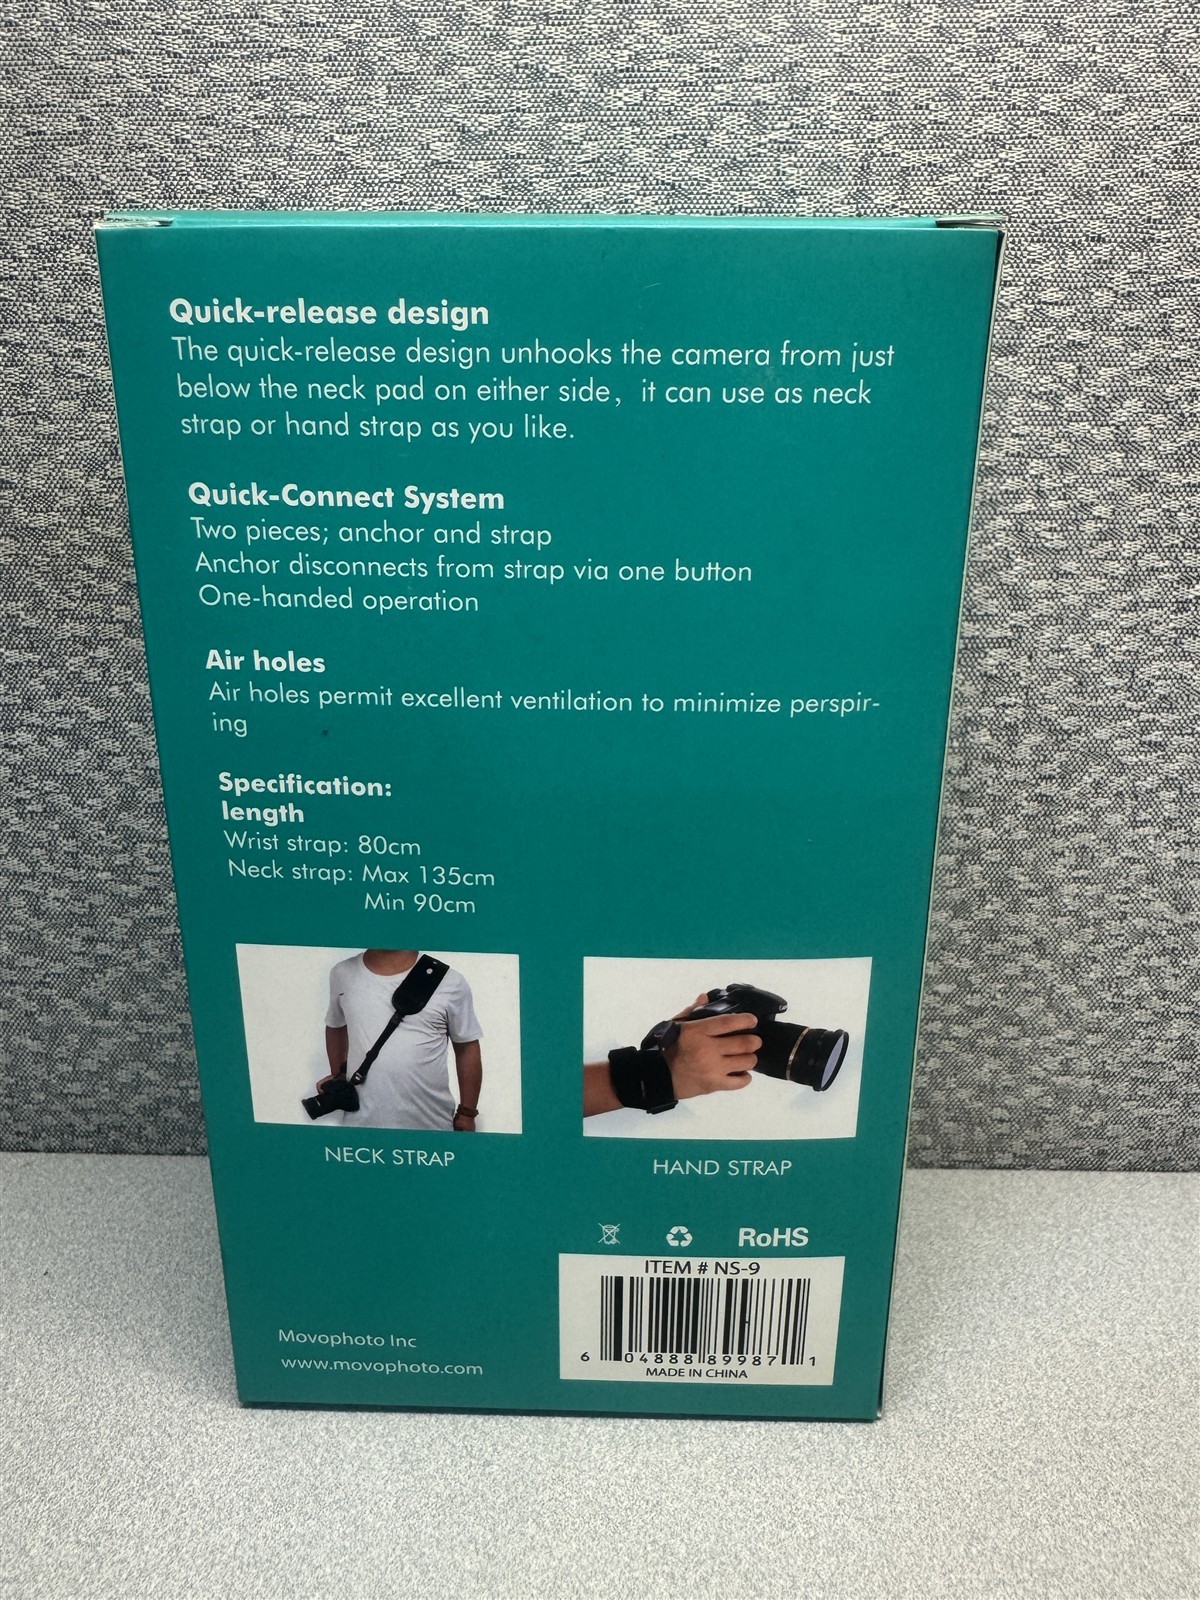 Quick-release design
The quick-release design unhooks the camera from just
below the neck pad on either side, it can use as neck
strap or hand strap as you like.
Quick-Connect System
Two pieces; anchor and strap
Anchor disconnects from strap via one button
One-handed operation
Air holes
Air holes permit excellent ventilation to minimize perspir-
ing
Specification:
length
Wrist strap: 80cm
Neck strap: Max 135cm
Min 90cm
NECK STRAP
HAND STRAP
RoHS
ITEM # NS-9
6 04888 89987 1
MADE IN CHINA
Movophoto Inc
www.movophoto.com